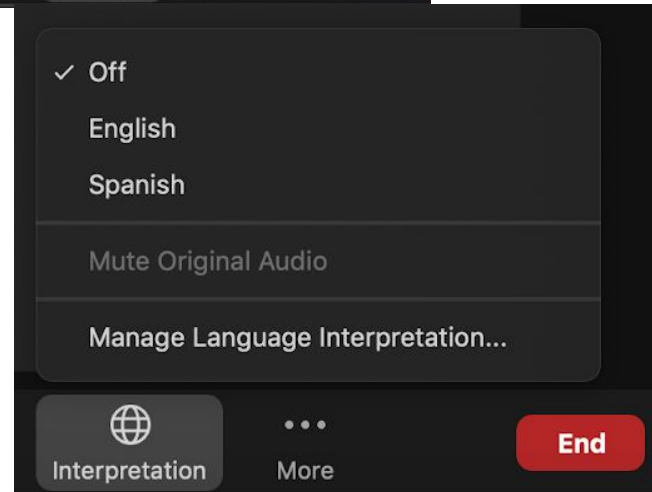 Off
English
Spanish
Mute Original Audio
Manage Language Interpretation...
Interpretation
More
End